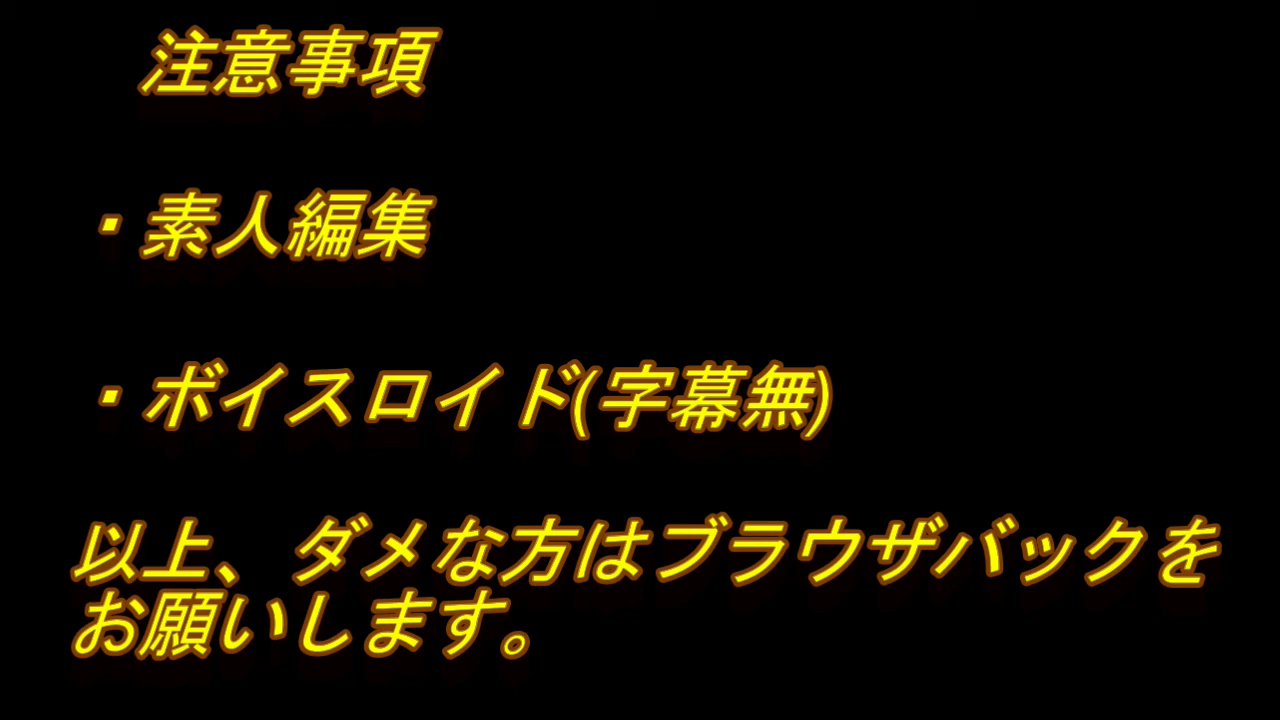 注意事項
・素人編集
・ボイスロイド(字幕無)
以上、ダメな方はブラウザバックを
お願いします。